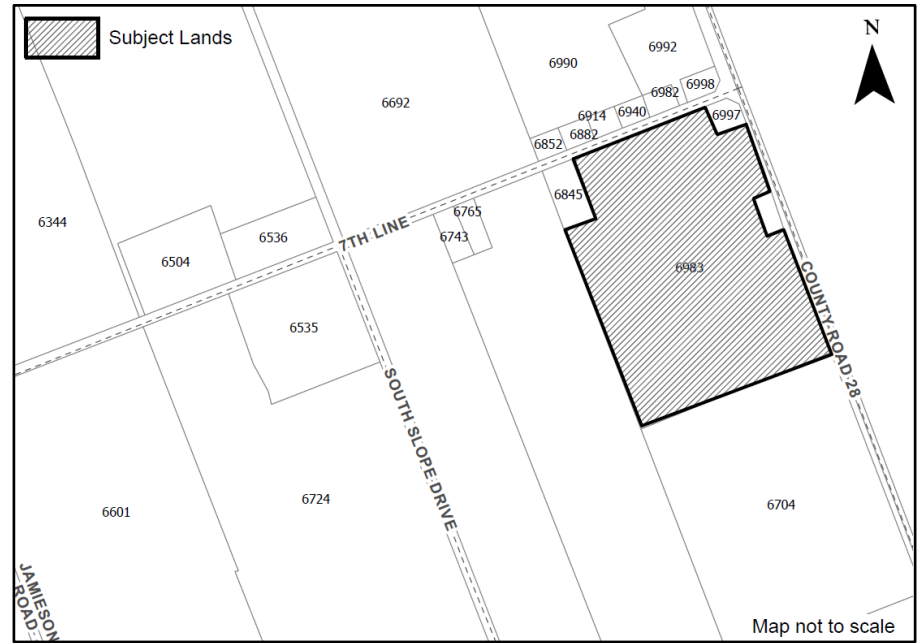 Subject Lands
N
6992
6990
6998
6982
6692
6914
6940
6997
6882
6852
6845
6344
6765
6536
7TH LINE
6743
6504
6983
COUNTY ROAD 28
6535
SOUTH SLOPE DRIVE
6724
6704
6601
JAMIESON
ROAD
Map not to scale